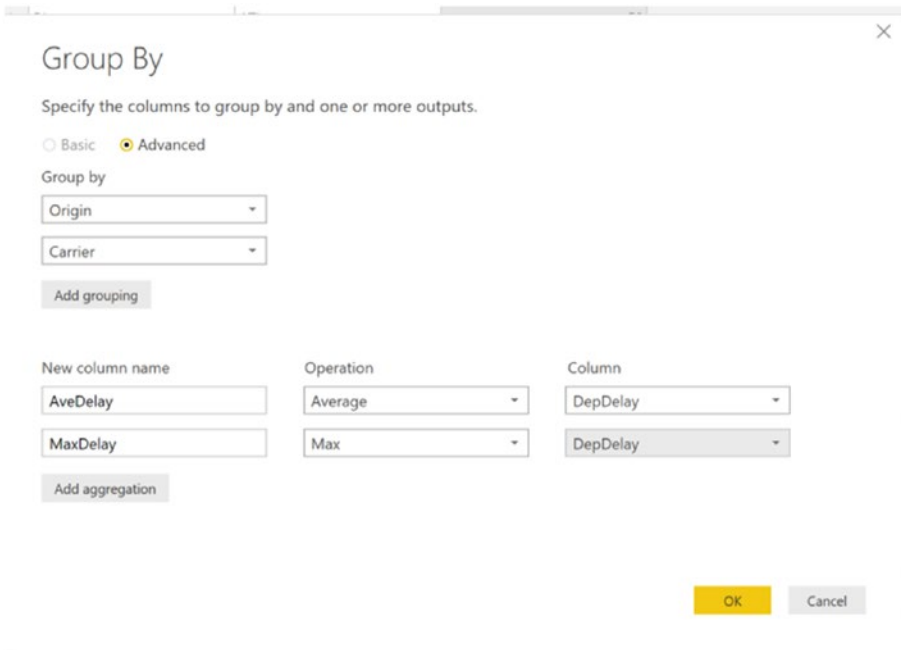 Group By
Specify the columns to group by and one or more outputs.
Basic Advanced
Group by
Origin
Carrier
Add grouping
New column name Operation Column
AveDelay Average DepDelay
MaxDelay Max DepDelay
Add aggregation
OK Cancel